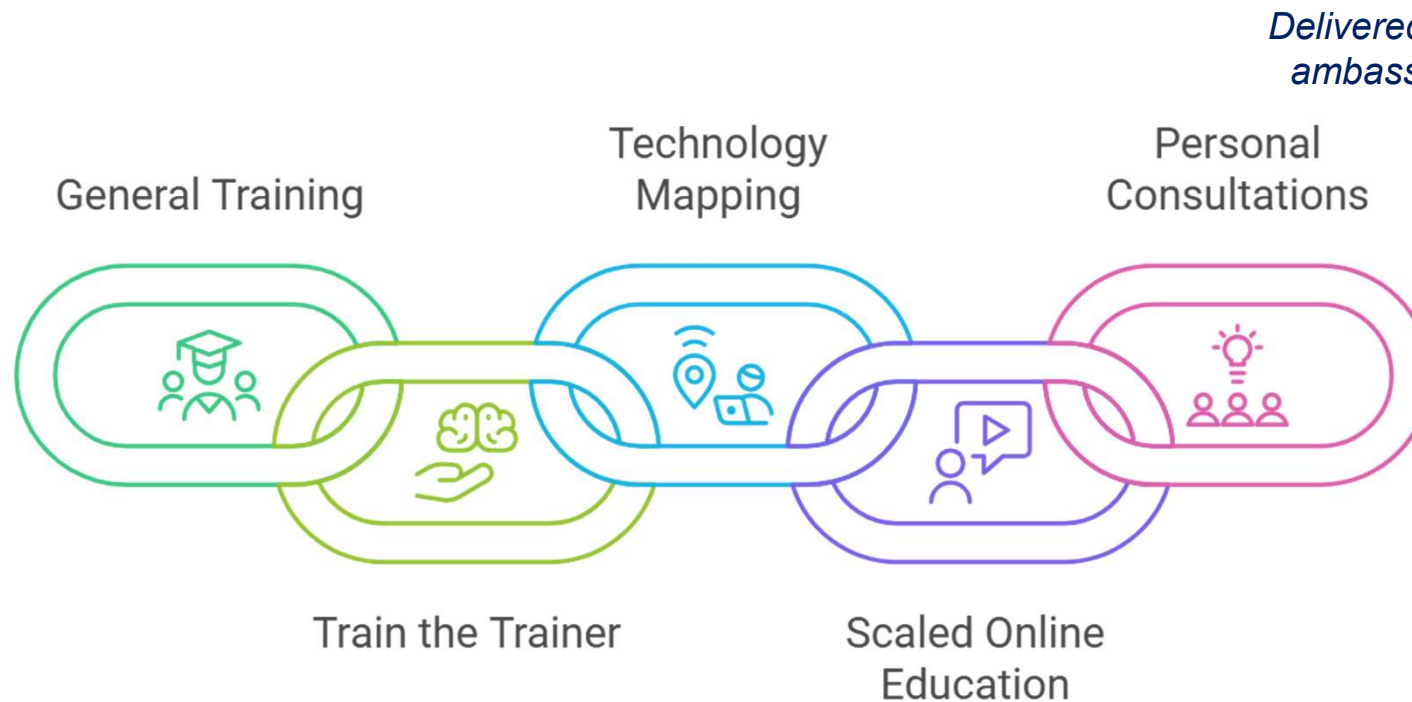 Delivered
ambass
Technology
Mapping
Personal
Consultations
General Training
Train the Trainer
Scaled Online
Education